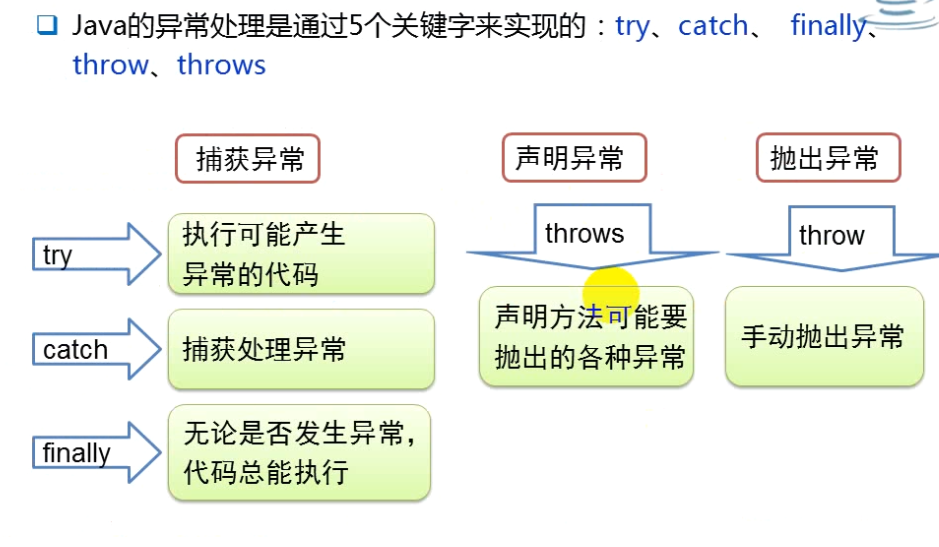 Java的异常处理是通过5个关键字来实现的：try、catch、 finally、
throw、throws
捕获异常
try
执行可能产生
异常的代码
catch
捕获处理异常
finally
无论是否发生异常，
代码总能执行
声明异常
throws
声明方法可能要
抛出的各种异常
抛出异常
throw
手动抛出异常